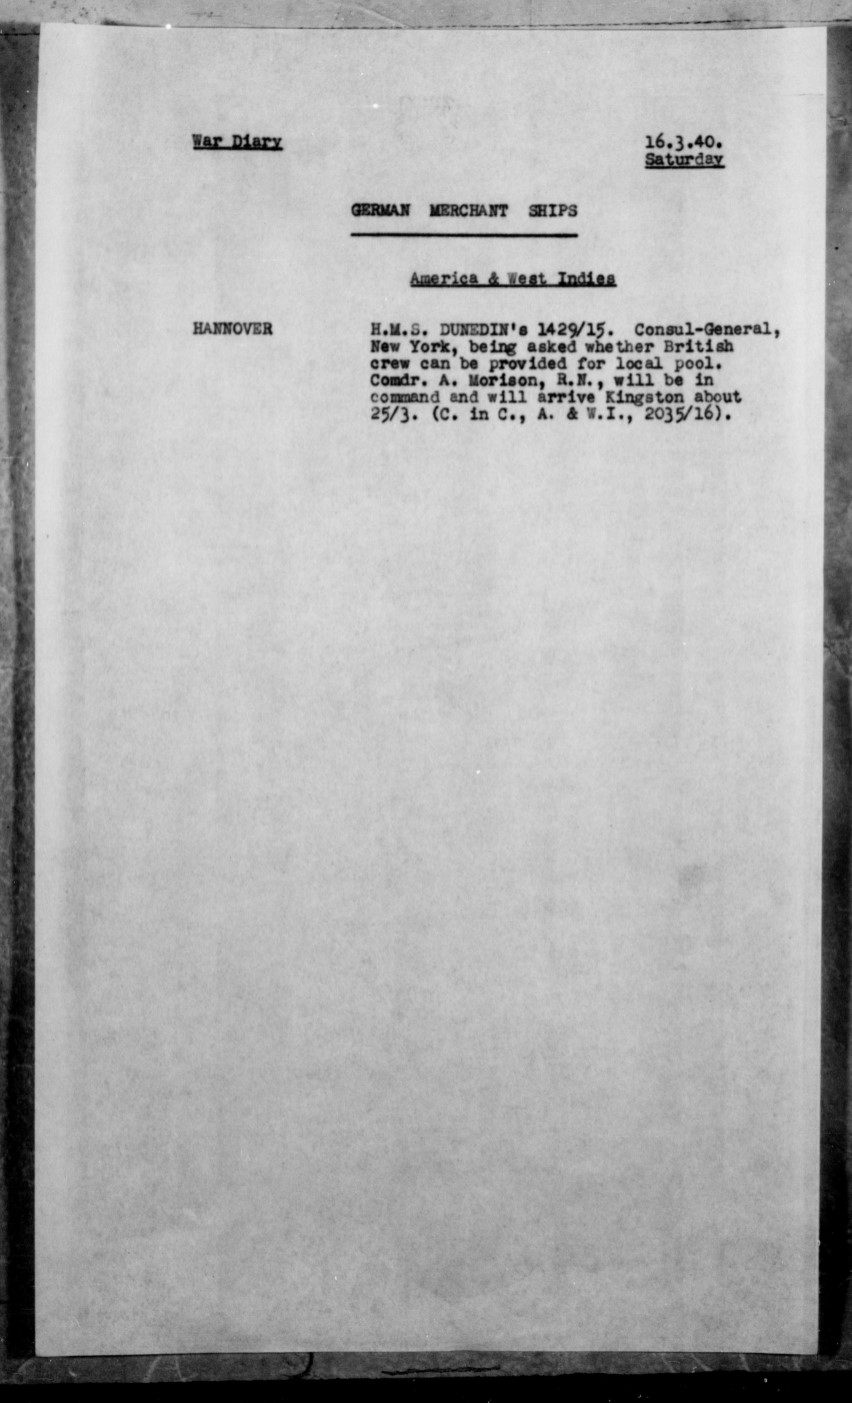 War Diary
16.3.40.
Saturday
GERMAN MERCHANT SHIPS
America & West Indies
HANNOVER
H.M.S. DUNEDIN's 1429/15. Consul-General,
New York, being asked whether British
crew can be provided for local pool.
Comdr. A. Morison, R.N., will be in
command and will arrive Kingston about
25/3. (C. in C., A. & W.I., 2035/16).